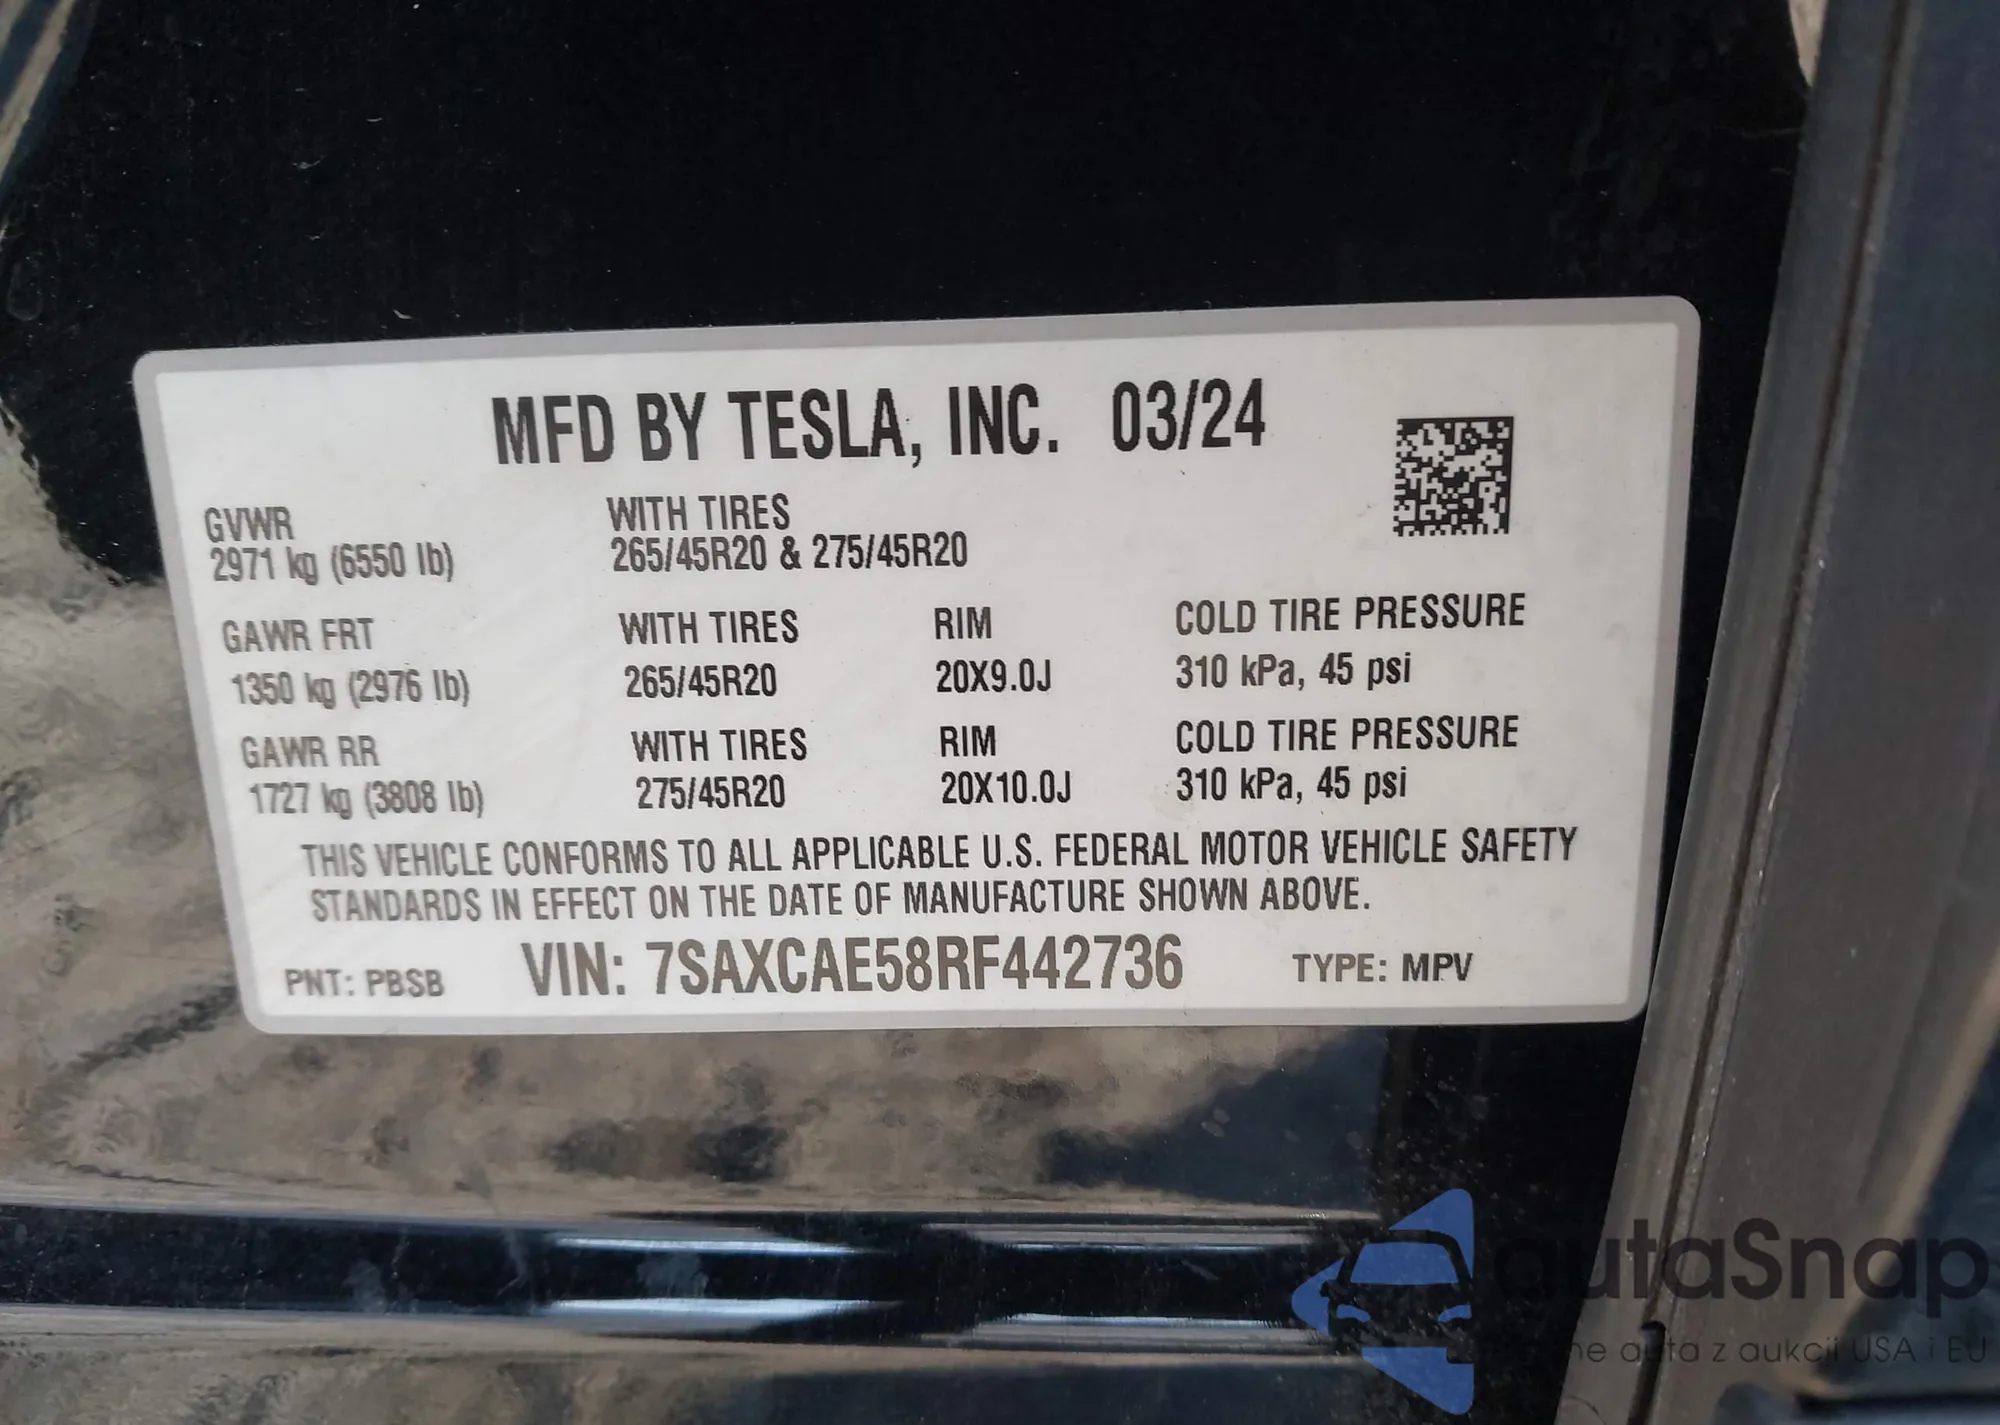 MFD BY TESLA, INC. 03/24
GVWR WITH TIRES
2971 kg (6550 lb) 265/45R20 & 275/45R20
GAWR FRT WITH TIRES RIM COLD TIRE PRESSURE
1350 kg (2976 lb) 265/45R20 20X9.0J 310 kPa, 45 psi
GAWR RR WITH TIRES RIM COLD TIRE PRESSURE
1727 kg (3808 lb) 275/45R20 20X10.0J 310 kPa, 45 psi
THIS VEHICLE CONFORMS TO ALL APPLICABLE U.S. FEDERAL MOTOR VEHICLE SAFETY
STANDARDS IN EFFECT ON THE DATE OF MANUFACTURE SHOWN ABOVE.
PNT: PBSB VIN: 7SAXCAE58RF442736 TYPE: MPV
autaSnap
auta z aukcji USA i EU